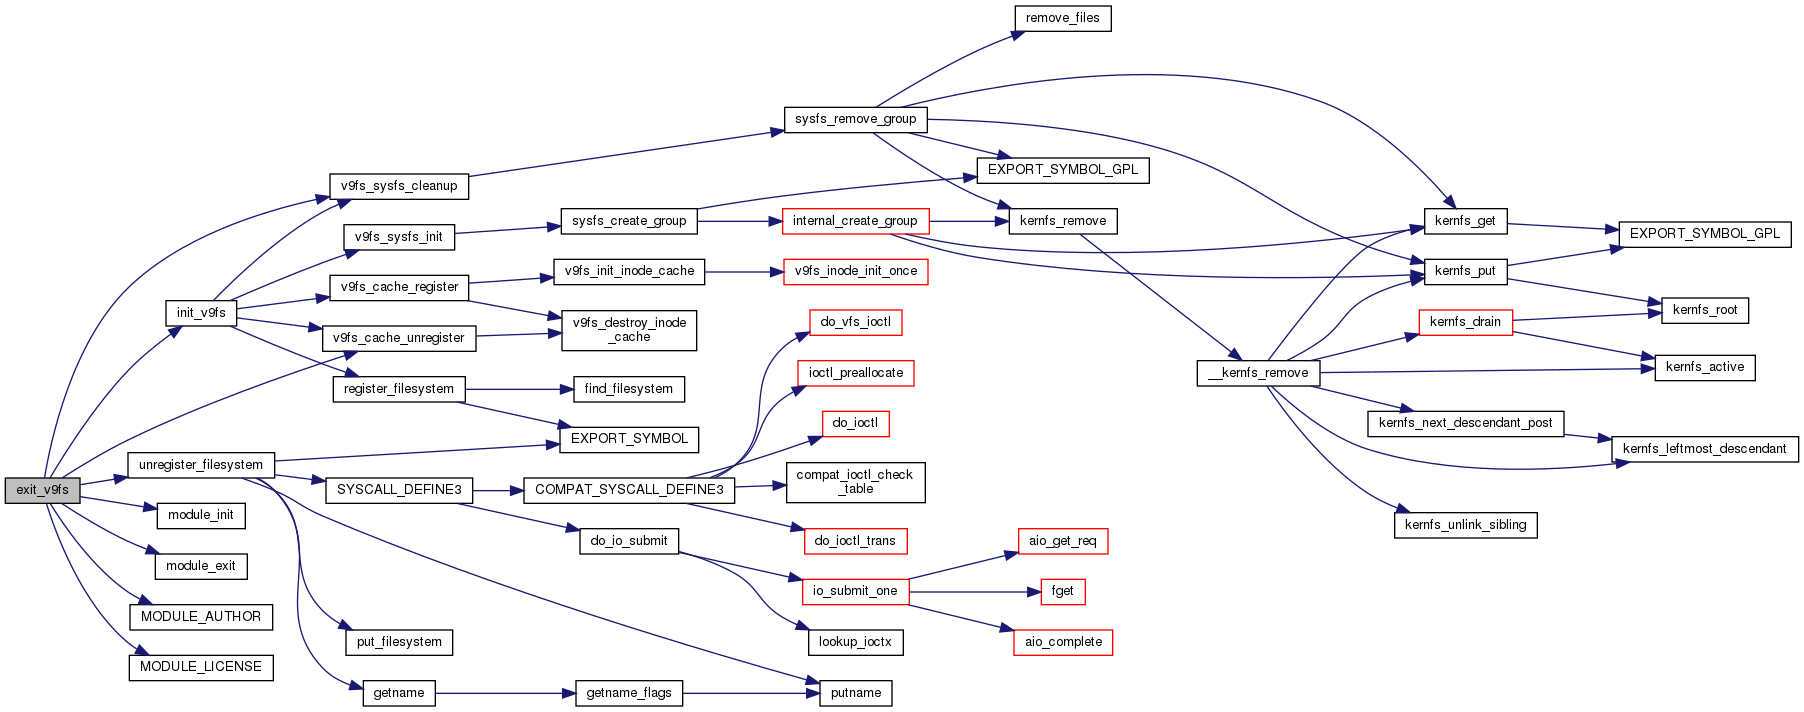 remove_files
sysfs_remove_group
EXPORT_SYMBOL_GPL
v9fs_sysfs_cleanup
sysfs_create_group
internal_create_group
kernfs_remove
kernfs_get
v9fs_sysfs_init
EXPORT_SYMBOL_GPL
v9fs_init_inode_cache
v9fs_inode_init_once
kernfs_put
v9fs_cache_register
init_v9fs
v9fs_destroy_inode
_cache
do_vfs_ioctl
kernfs_drain
kernfs_root
v9fs_cache_unregister
ioctl_preallocate
__kernfs_remove
kernfs_active
register_filesystem
find_filesystem
do_ioctl
kernfs_next_descendant_post
EXPORT_SYMBOL
kernfs_leftmost_descendant
unregister_filesystem
compat_ioctl_check
_table
exit_v9fs
SYSCALL_DEFINE3
COMPAT_SYSCALL_DEFINE3
module_init
kernfs_unlink_sibling
do_io_submit
do_ioctl_trans
aio_get_req
module_exit
io_submit_one
fget
MODULE_AUTHOR
put_filesystem
lookup_ioctx
aio_complete
MODULE_LICENSE
getname
getname_flags
putname